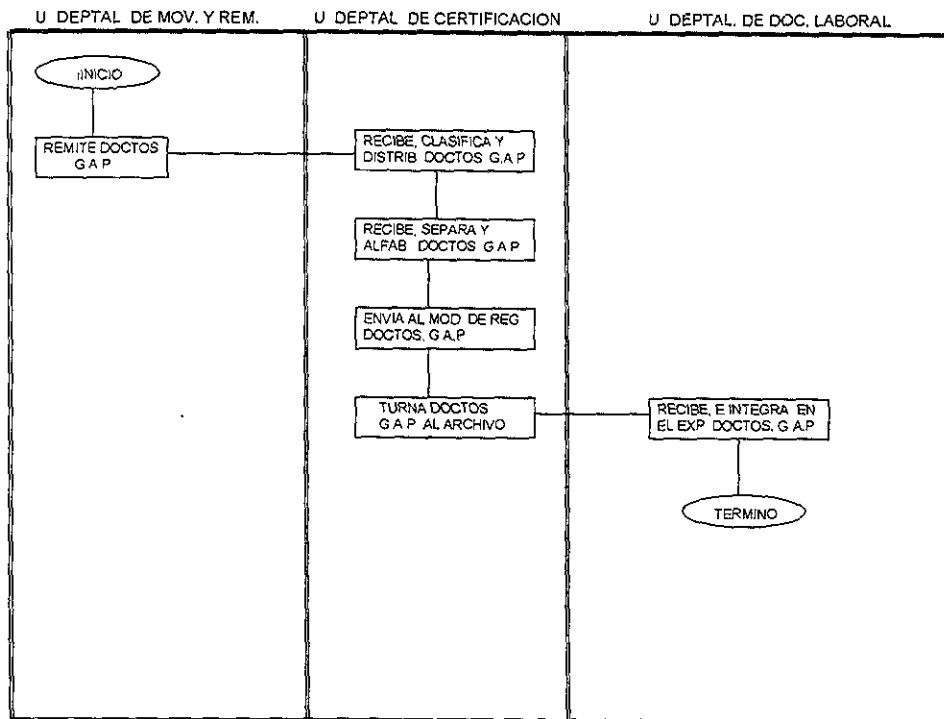 U DEPTAL DE MOV. Y REM.
U DEPTAL DE CERTIFICACION
U DEPTAL. DE DOC. LABORAL
INICIO
REMITE DOCTOS
G A P
RECIBE, CLASIFICA Y
DISTRIB DOCTOS G.A P
RECIBE, SEPARA Y
ALFAB DOCTOS G A P
ENVIA AL MOD DE REG
DOCTOS, G A.P
TURNA DOCTOS
G A P AL ARCHIVO
RECIBE, E INTEGRA EN
EL EXP DOCTOS, G A.P
TERMINO